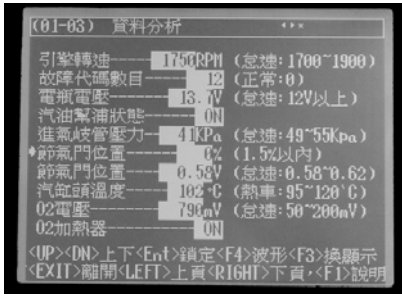 (01-03) 資料分析
引擎轉速------1750RPM (怠速:1700~1900)
故障代碼數目------12 (正常:0)
電瓶電壓------13.7V (怠速:12V以上)
汽油幫浦狀態------ON
進氣歧管壓力----41KPa (怠速:49~55Kpa)
節氣門位置------0% (1.5%以內)
節氣門位置------0.58V (怠速:0.58~0.62)
汽缸頭溫度------102°C (熱車:95~120°C)
O2電壓------790mV (怠速:50~200mV)
O2加熱器------ON
<UP><DN>上下<Ent>鎖定<F4>波形<F3>換顯示
<EXIT>離開<LEFT>上頁<RIGHT>下頁,<F1>說明